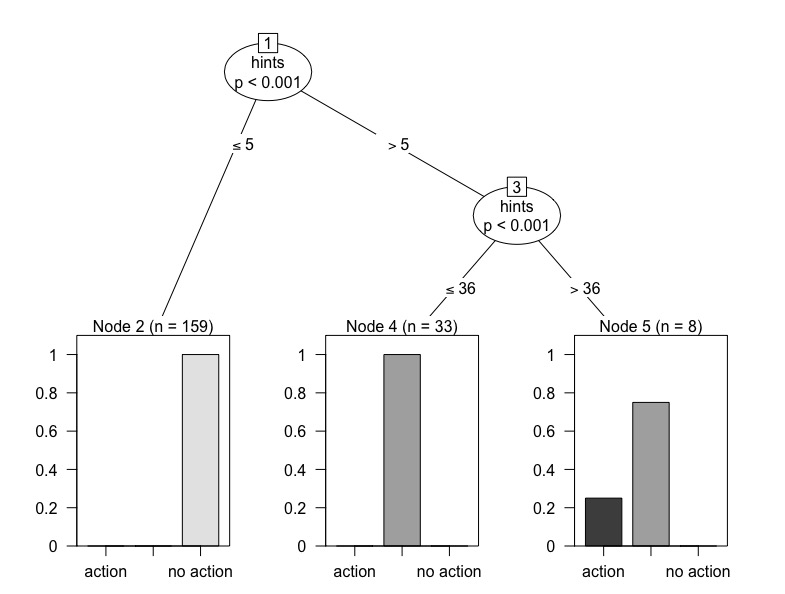 1
hints
p < 0.001
≤ 5
> 5
3
hints
p < 0.001
≤ 36
> 36
Node 2 (n = 159)
1
0.8
0.6
0.4
0.2
0
action
no action
Node 4 (n = 33)
1
0.8
0.6
0.4
0.2
0
action
no action
Node 5 (n = 8)
1
0.8
0.6
0.4
0.2
0
action
no action